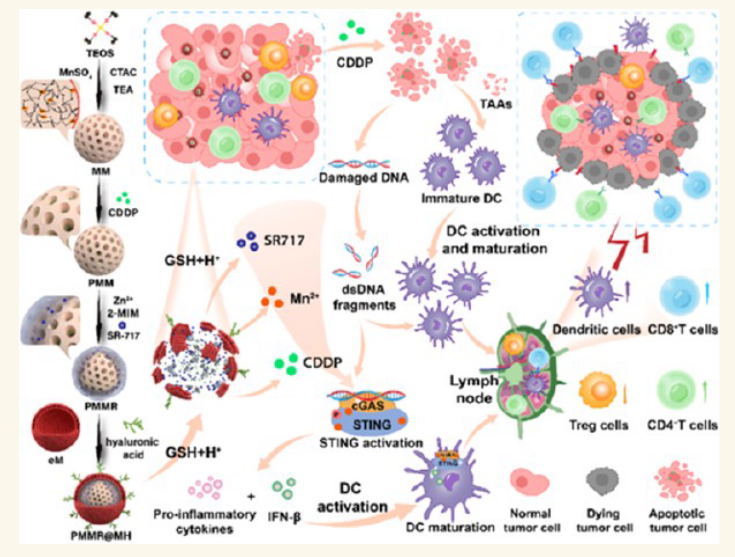 TEOS
MnSO₄ CTAC
TEA
MM
CDDP
PMM
Zn²⁺
2-MIM
SR-717
PMMR
eM
hyaluronic
acid
PMMR@MH
GSH+H⁺
GSH+H⁺
SR717
Mn²⁺
CDDP
CDDP
TAAs
Damaged DNA
Immature DC
DC activation
and maturation
dsDNA
fragments
cGAS
STING
STING activation
Pro-inflammatory
cytokines
+
IFN-β
DC
activation
DC maturation
Lymph
node
Dendritic cells
CD8⁺T cells
Treg cells
CD4⁺T cells
Normal
tumor cell
Dying
tumor cell
Apoptotic
tumor cell